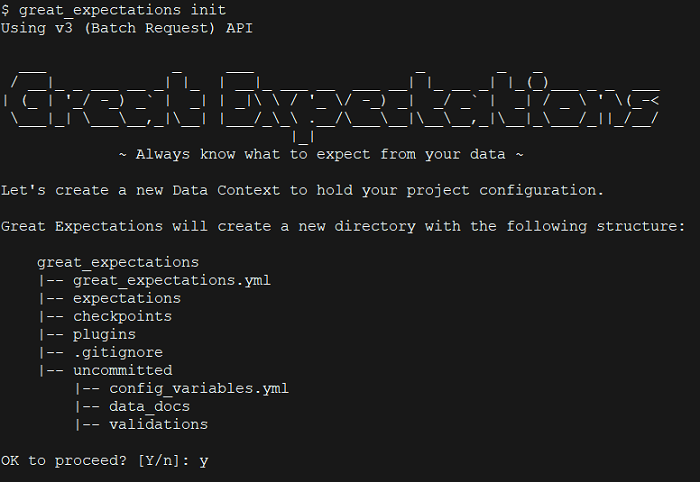 $ great_expectations init
Using v3 (Batch Request) API
Great Expectations
~ Always know what to expect from your data ~
Let's create a new Data Context to hold your project configuration.
Great Expectations will create a new directory with the following structure:
great_expectations
|-- great_expectations.yml
|-- expectations
|-- checkpoints
|-- plugins
|-- .gitignore
|-- uncommitted
|-- config_variables.yml
|-- data_docs
|-- validations
OK to proceed? [Y/n]: y